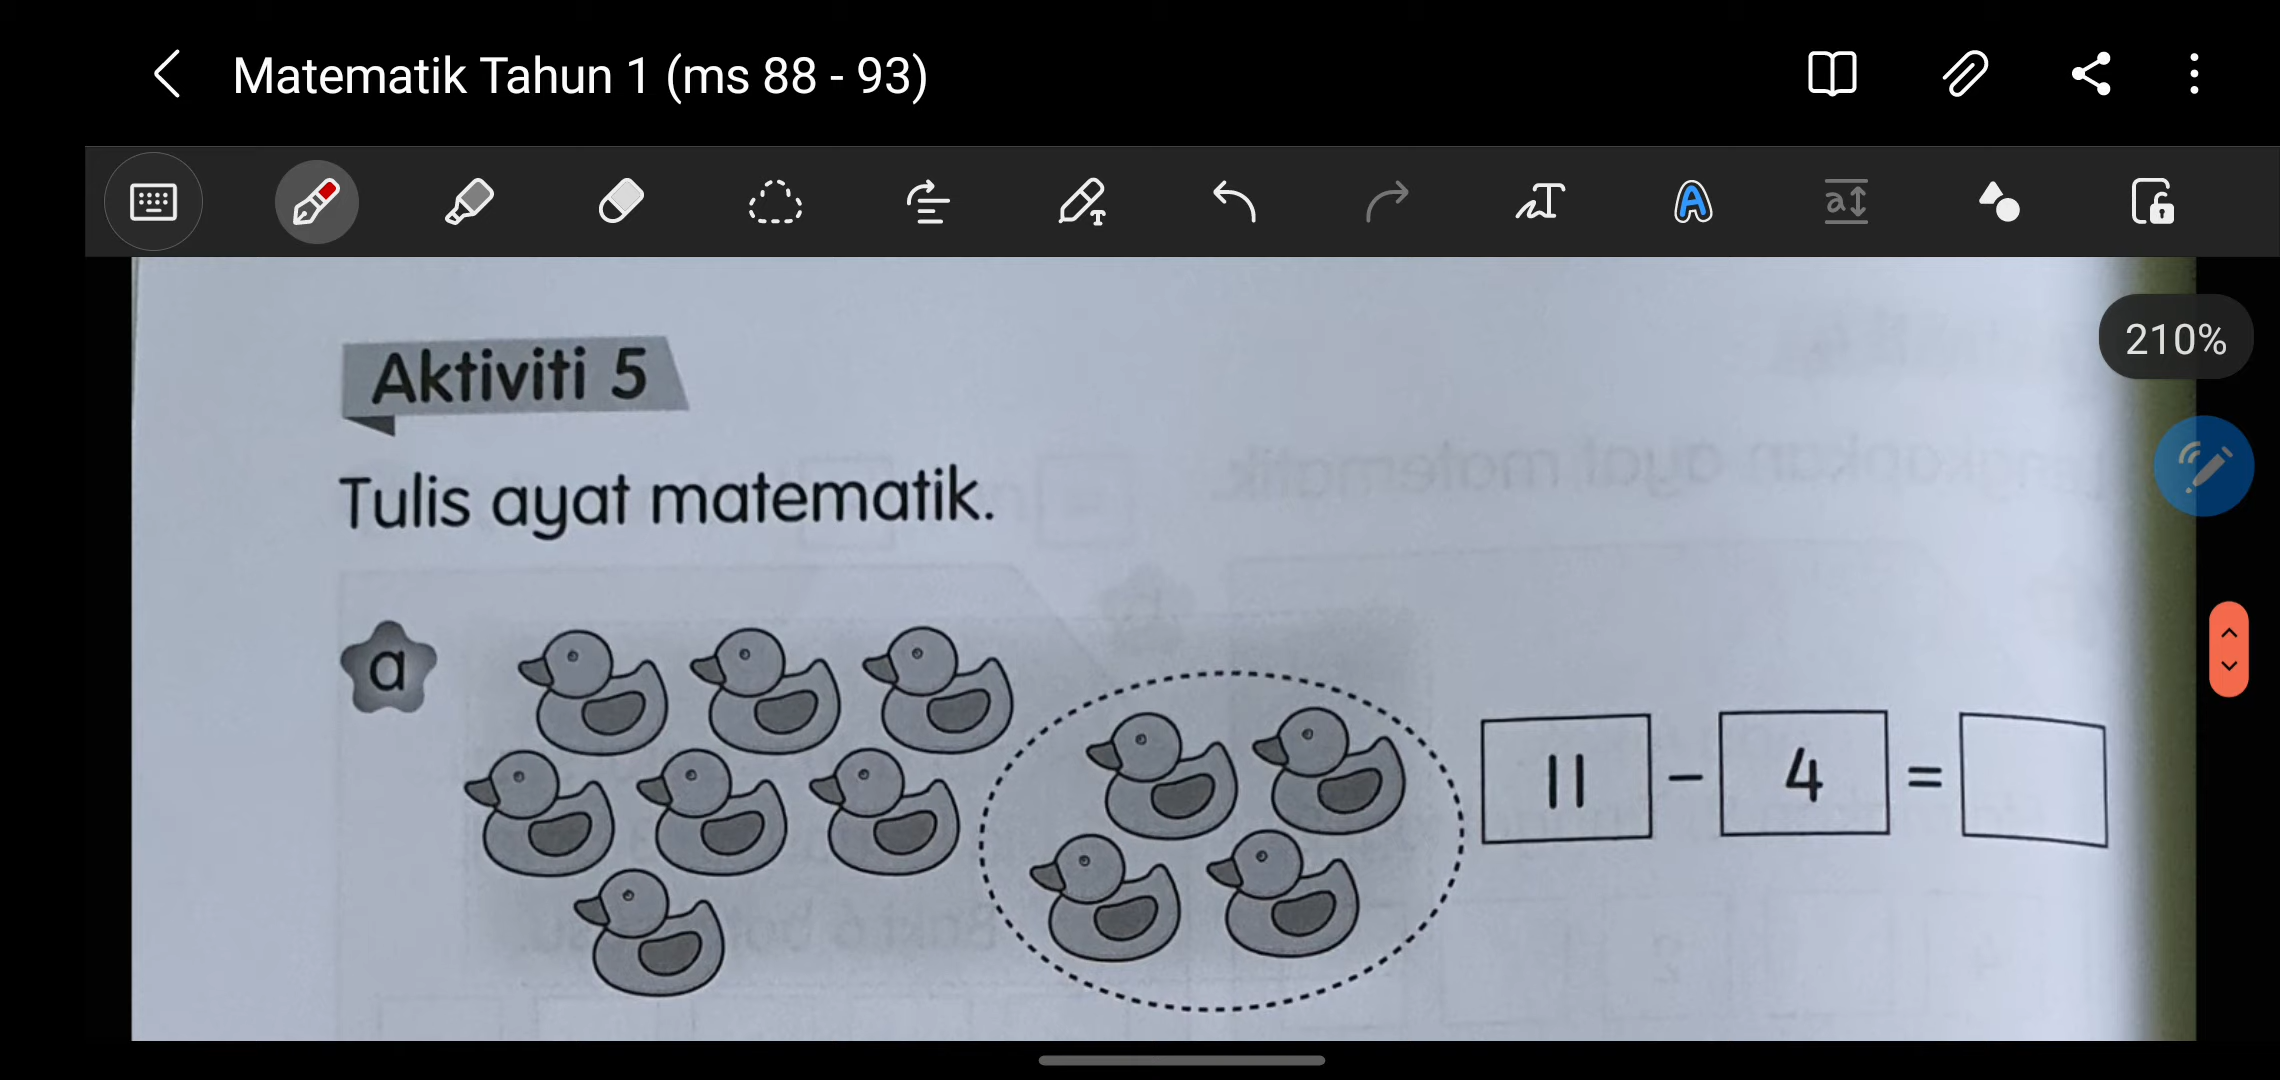 Matematik Tahun 1 (ms 88 - 93)
210%
Aktiviti 5
Tulis ayat matematik.
a
11 - 4 =